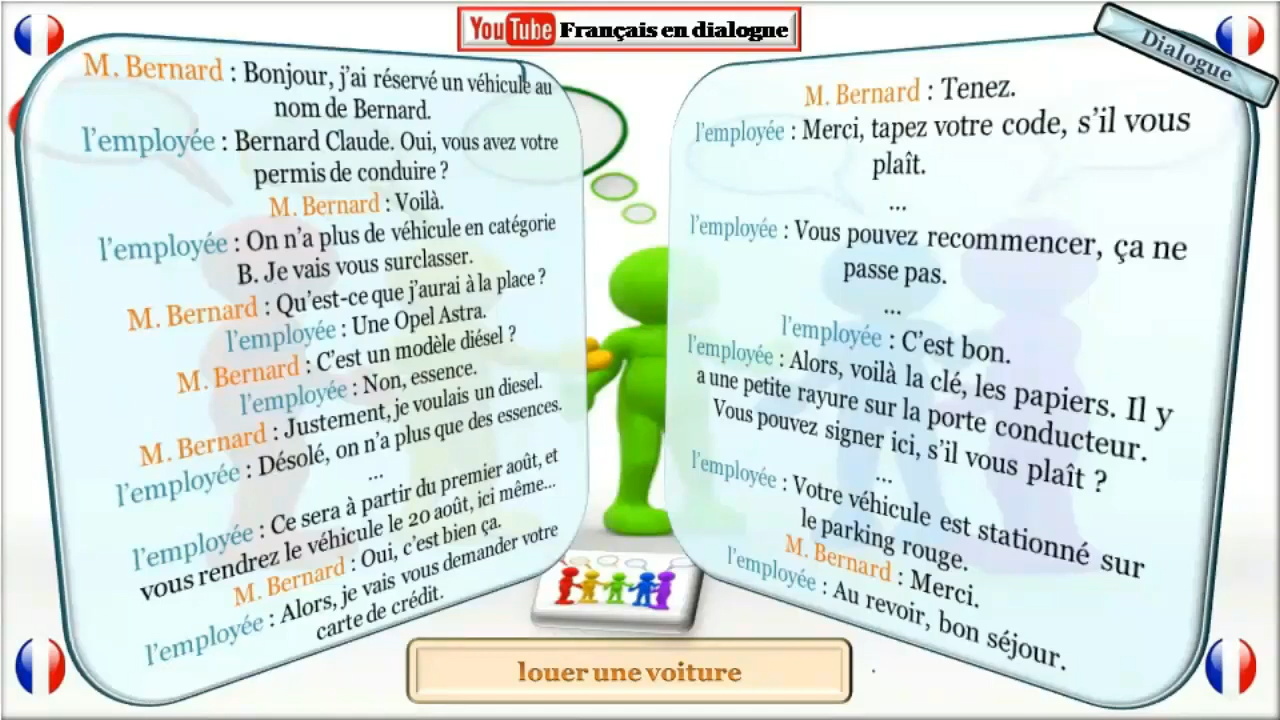 YouTube Français en dialogue
Dialogue
M. Bernard : Bonjour, j'ai réservé un véhicule au
nom de Bernard.
l'employée : Bernard Claude. Oui, vous avez votre
permis de conduire ?
M. Bernard : Voilà.
l'employée : On n'a plus de véhicule en catégorie
B. Je vais vous surclasser.
M. Bernard : Qu'est-ce que j'aurai à la place ?
l'employée : Une Opel Astra.
M. Bernard : C'est un modèle diésel ?
l'employée : Non, essence.
M. Bernard : Justement, je voulais un diesel.
l'employée : Désolé, on n'a plus que des essences.
...
l'employée : Ce sera à partir du premier août, et
vous rendrez le véhicule le 20 août, ici même...
M. Bernard : Oui, c'est bien ça.
l'employée : Alors, je vais vous demander votre
carte de crédit.
M. Bernard : Tenez.
l'employée : Merci, tapez votre code, s'il vous
plaît.
...
l'employée : Vous pouvez recommencer, ça ne
passe pas.
...
l'employée : C'est bon.
l'employée : Alors, voilà la clé, les papiers. Il y
a une petite rayure sur la porte conducteur.
Vous pouvez signer ici, s'il vous plaît ?
...
l'employée : Votre véhicule est stationné sur
le parking rouge.
M. Bernard : Merci.
l'employée : Au revoir, bon séjour.
louer une voiture